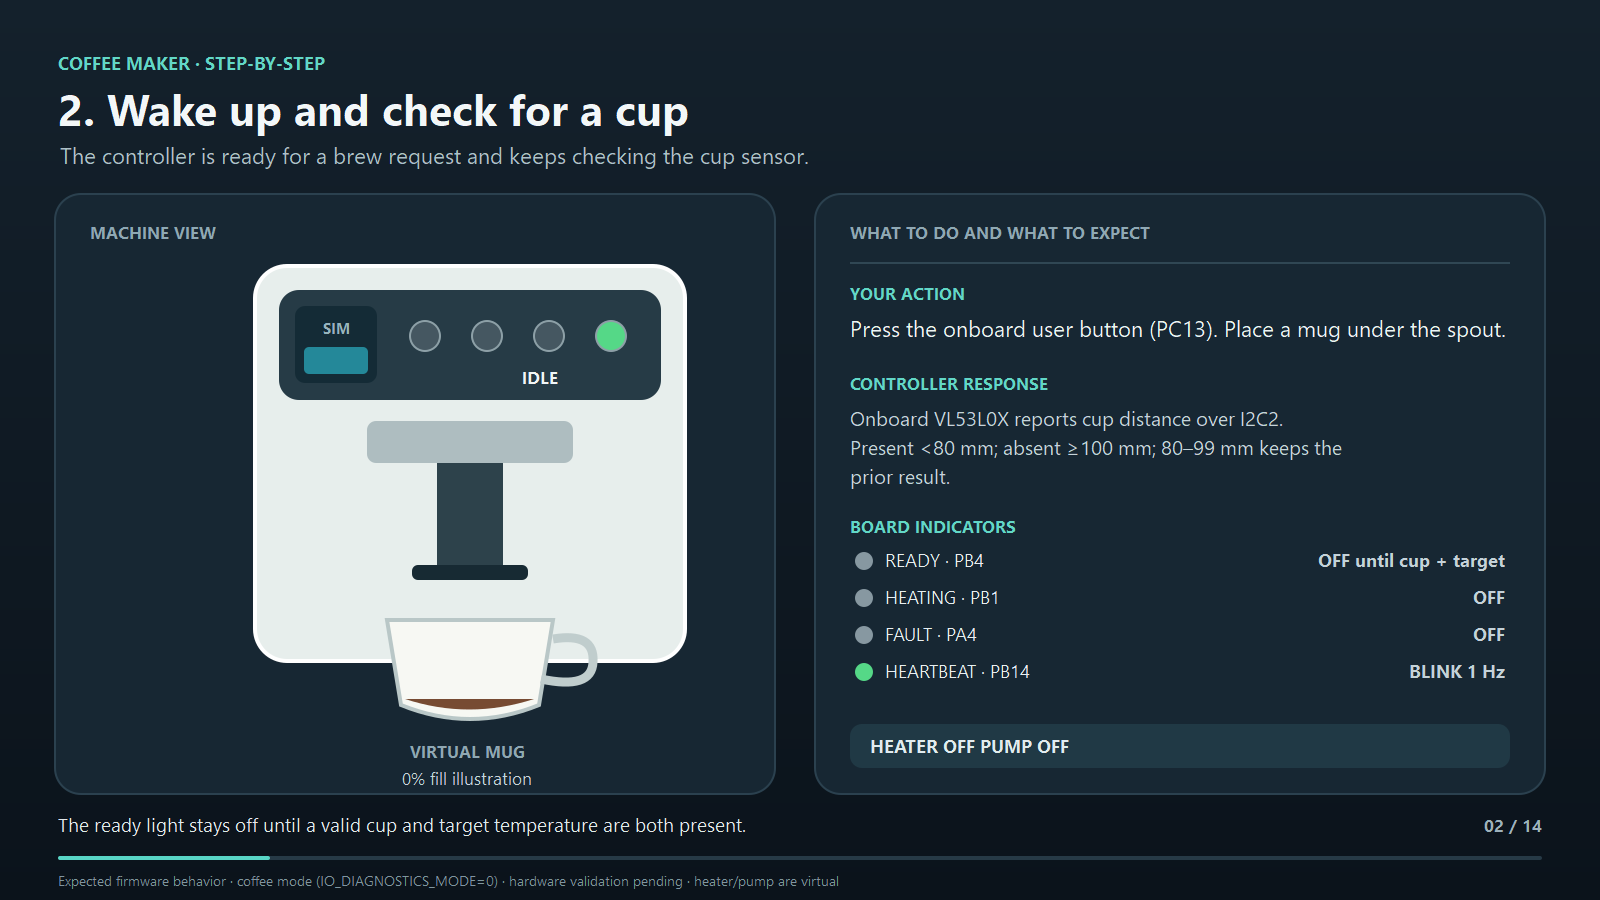 COFFEE MAKER · STEP-BY-STEP
2. Wake up and check for a cup
The controller is ready for a brew request and keeps checking the cup sensor.
MACHINE VIEW
SIM
IDLE
VIRTUAL MUG
0% fill illustration
WHAT TO DO AND WHAT TO EXPECT
YOUR ACTION
Press the onboard user button (PC13). Place a mug under the spout.
CONTROLLER RESPONSE
Onboard VL53L0X reports cup distance over I2C2.
Present <80 mm; absent ≥100 mm; 80–99 mm keeps the
prior result.
BOARD INDICATORS
READY · PB4 OFF until cup + target
HEATING · PB1 OFF
FAULT · PA4 OFF
HEARTBEAT · PB14 BLINK 1 Hz
HEATER OFF PUMP OFF
The ready light stays off until a valid cup and target temperature are both present.
02 / 14
Expected firmware behavior · coffee mode (IO_DIAGNOSTICS_MODE=0) · hardware validation pending · heater/pump are virtual